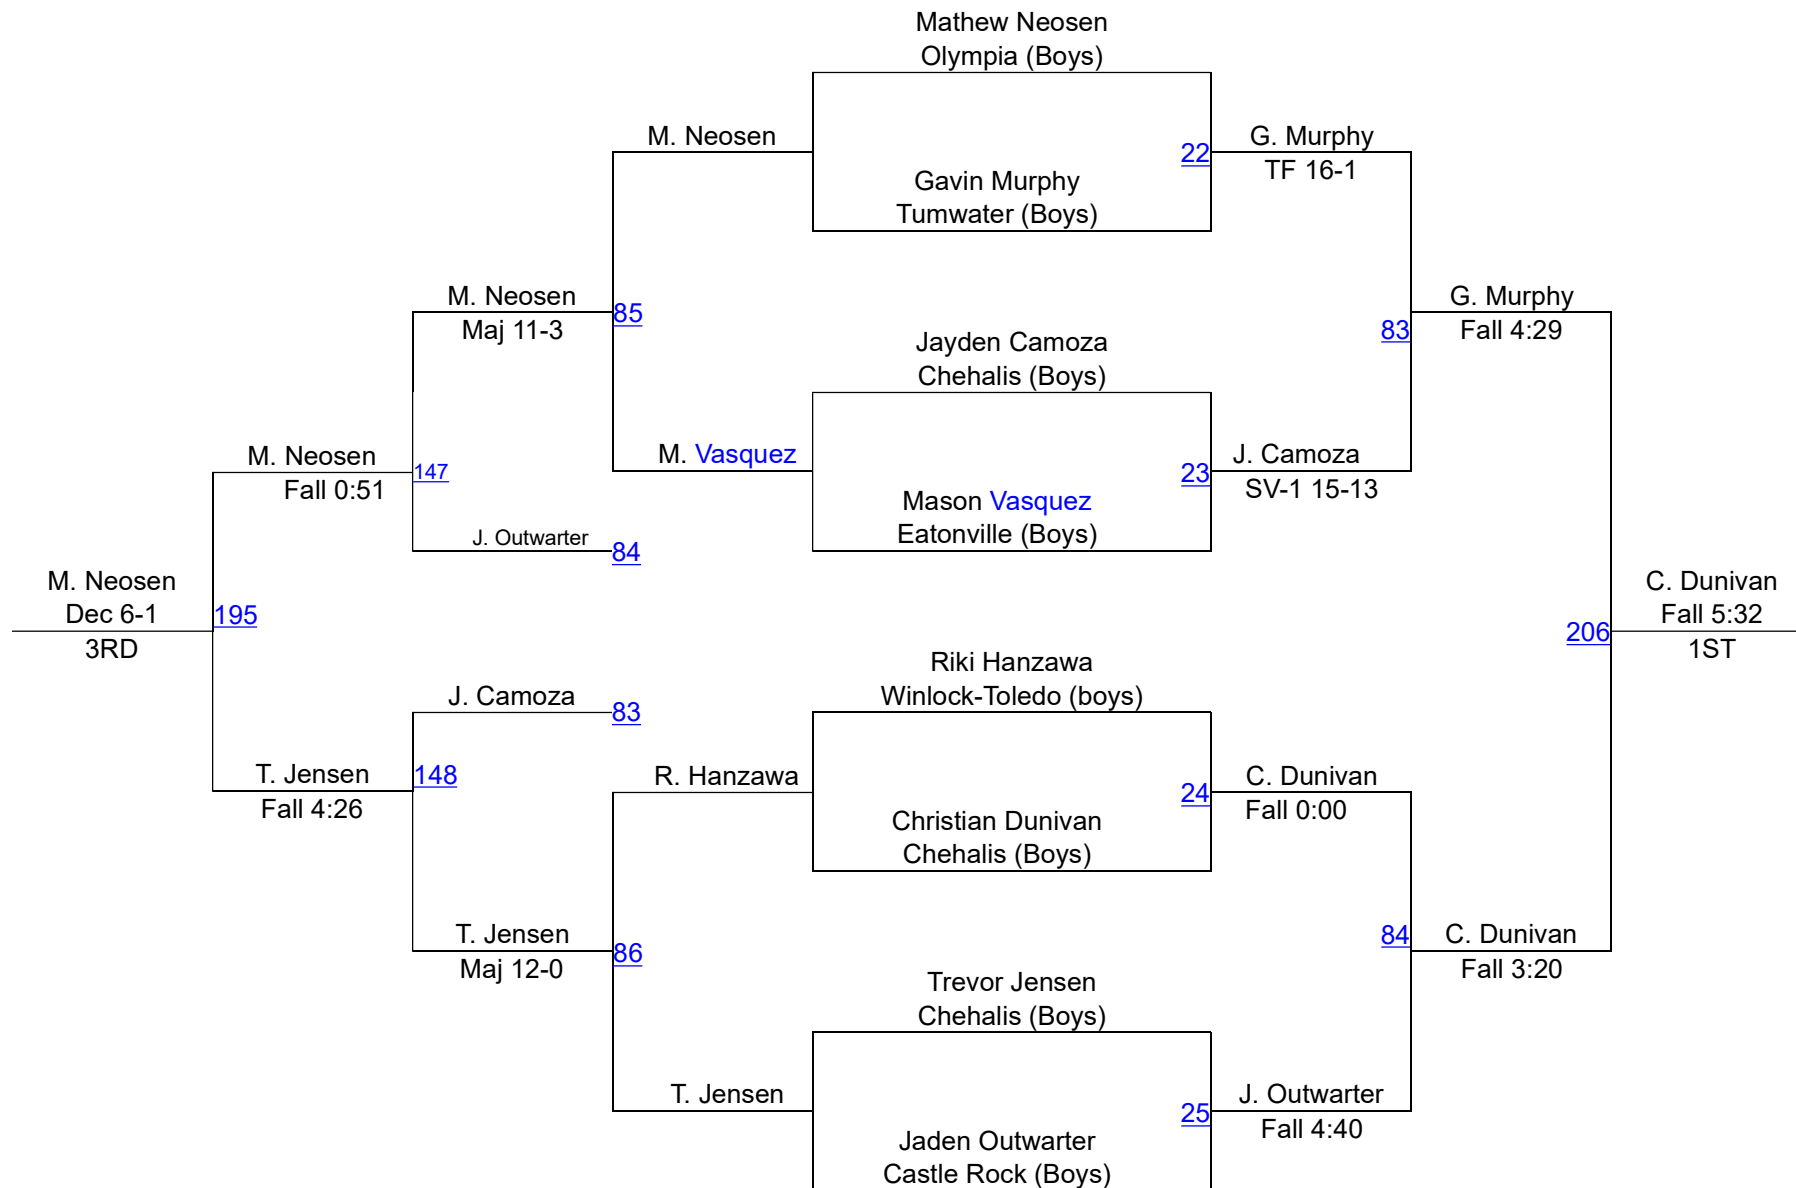 Mathew Neosen
Olympia (Boys)
M. Neosen
22
G. Murphy
TF 16-1
Gavin Murphy
Tumwater (Boys)
M. Neosen
Maj 11-3
85
G. Murphy
Fall 4:29
83
Jayden Camoza
Chehalis (Boys)
M. Neosen
Fall 0:51
147
M. Vasquez
23
J. Camoza
SV-1 15-13
Mason Vasquez
Eatonville (Boys)
J. Outwarter
84
M. Neosen
Dec 6-1
3RD
195
C. Dunivan
Fall 5:32
1ST
206
Riki Hanzawa
Winlock-Toledo (boys)
J. Camoza
83
T. Jensen
Fall 4:26
148
R. Hanzawa
24
C. Dunivan
Fall 0:00
Christian Dunivan
Chehalis (Boys)
T. Jensen
Maj 12-0
86
84
C. Dunivan
Fall 3:20
Trevor Jensen
Chehalis (Boys)
T. Jensen
25
J. Outwarter
Fall 4:40
Jaden Outwarter
Castle Rock (Boys)